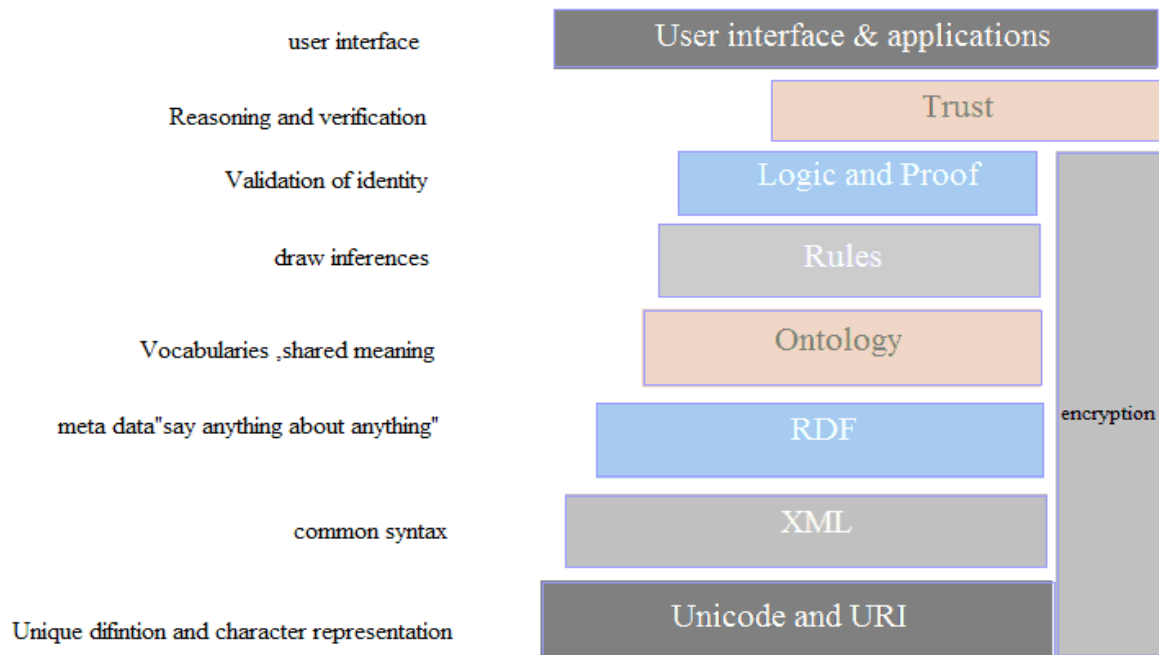 user interface
User interface & applications
Reasoning and verification
Trust
Validation of identity
Logic and Proof
draw inferences
Rules
Vocabularies ,shared meaning
Ontology
meta data"say anything about anything"
RDF
encryption
common syntax
XML
Unique difintion and character representation
Unicode and URI